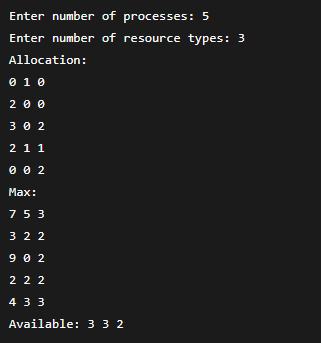 Enter number of processes: 5
Enter number of resource types: 3
Allocation:
0 1 0
2 0 0
3 0 2
2 1 1
0 0 2
Max:
7 5 3
3 2 2
9 0 2
2 2 2
4 3 3
Available: 3 3 2